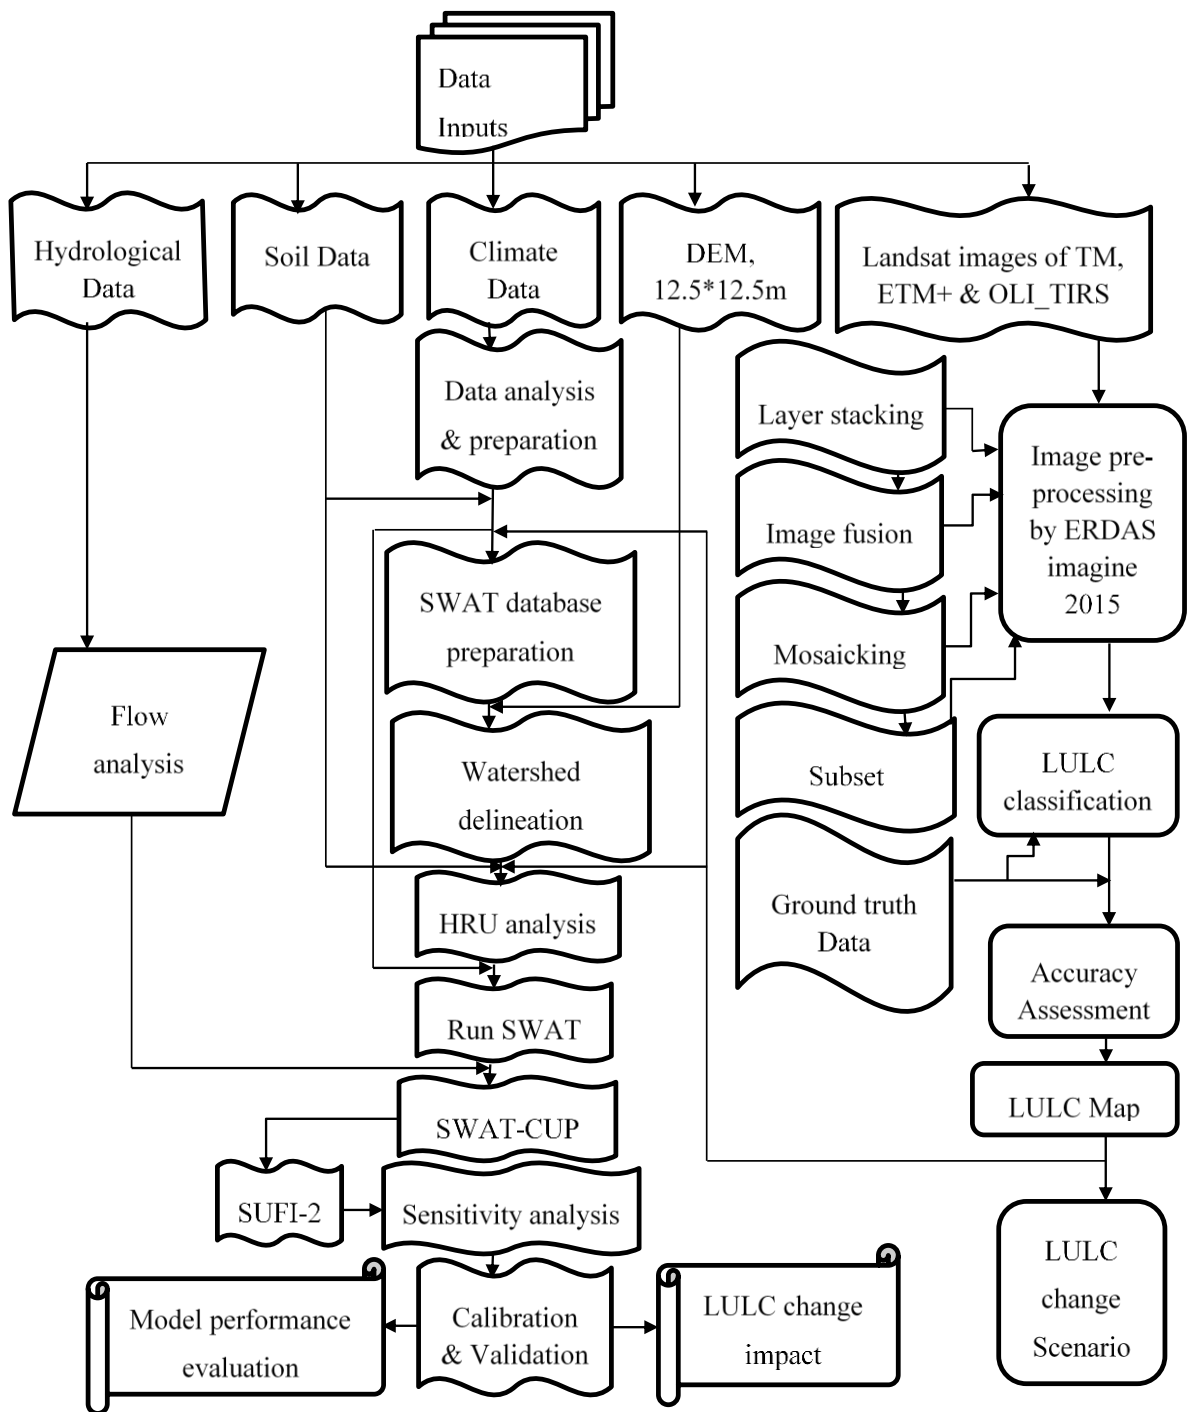 Data
Inputs
Hydrological
Data
Soil Data
Climate
Data
DEM,
12.5*12.5m
Landsat images of TM,
ETM+ & OLI_TIRS
Data analysis
& preparation
Layer stacking
Image fusion
Mosaicking
Subset
Ground truth
Data
Image pre-
processing
by ERDAS
imagine
2015
SWAT database
preparation
Flow
analysis
Watershed
delineation
LULC
classification
HRU analysis
Accuracy
Assessment
Run SWAT
LULC Map
SWAT-CUP
SUFI-2
Sensitivity analysis
LULC
change
Scenario
Model performance
evaluation
Calibration
& Validation
LULC change
impact